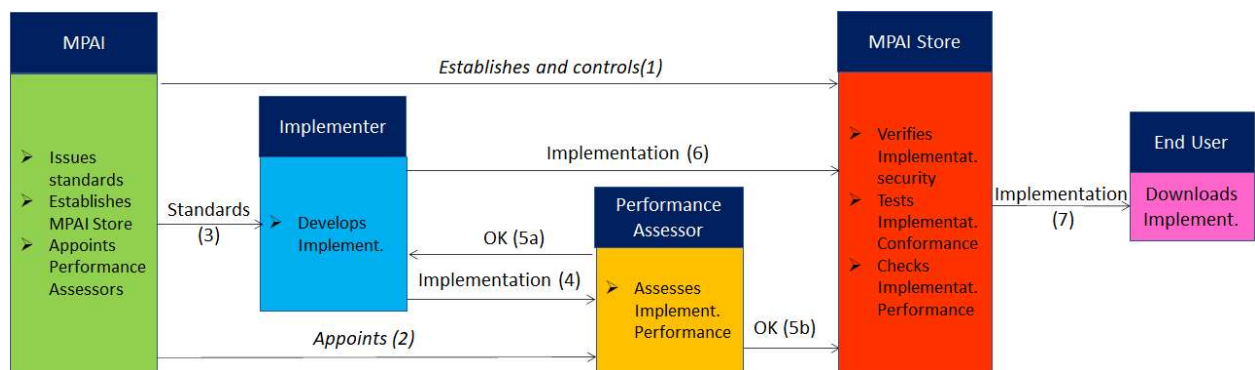 MPAI
➢ Issues
standards
➢ Establishes
MPAI Store
➢ Appoints
Performance
Assessors
Establishes and controls(1)
Standards
(3)
Implementer
➢ Develops
Implement.
Implementation (6)
OK (5a)
Implementation (4)
Appoints (2)
Performance
Assessor
➢ Assesses
Implement.
Performance
OK (5b)
MPAI Store
➢ Verifies
Implementat.
security
➢ Tests
Implementat.
Conformance
➢ Checks
Implementat.
Performance
Implementation
(7)
End User
Downloads
Implement.